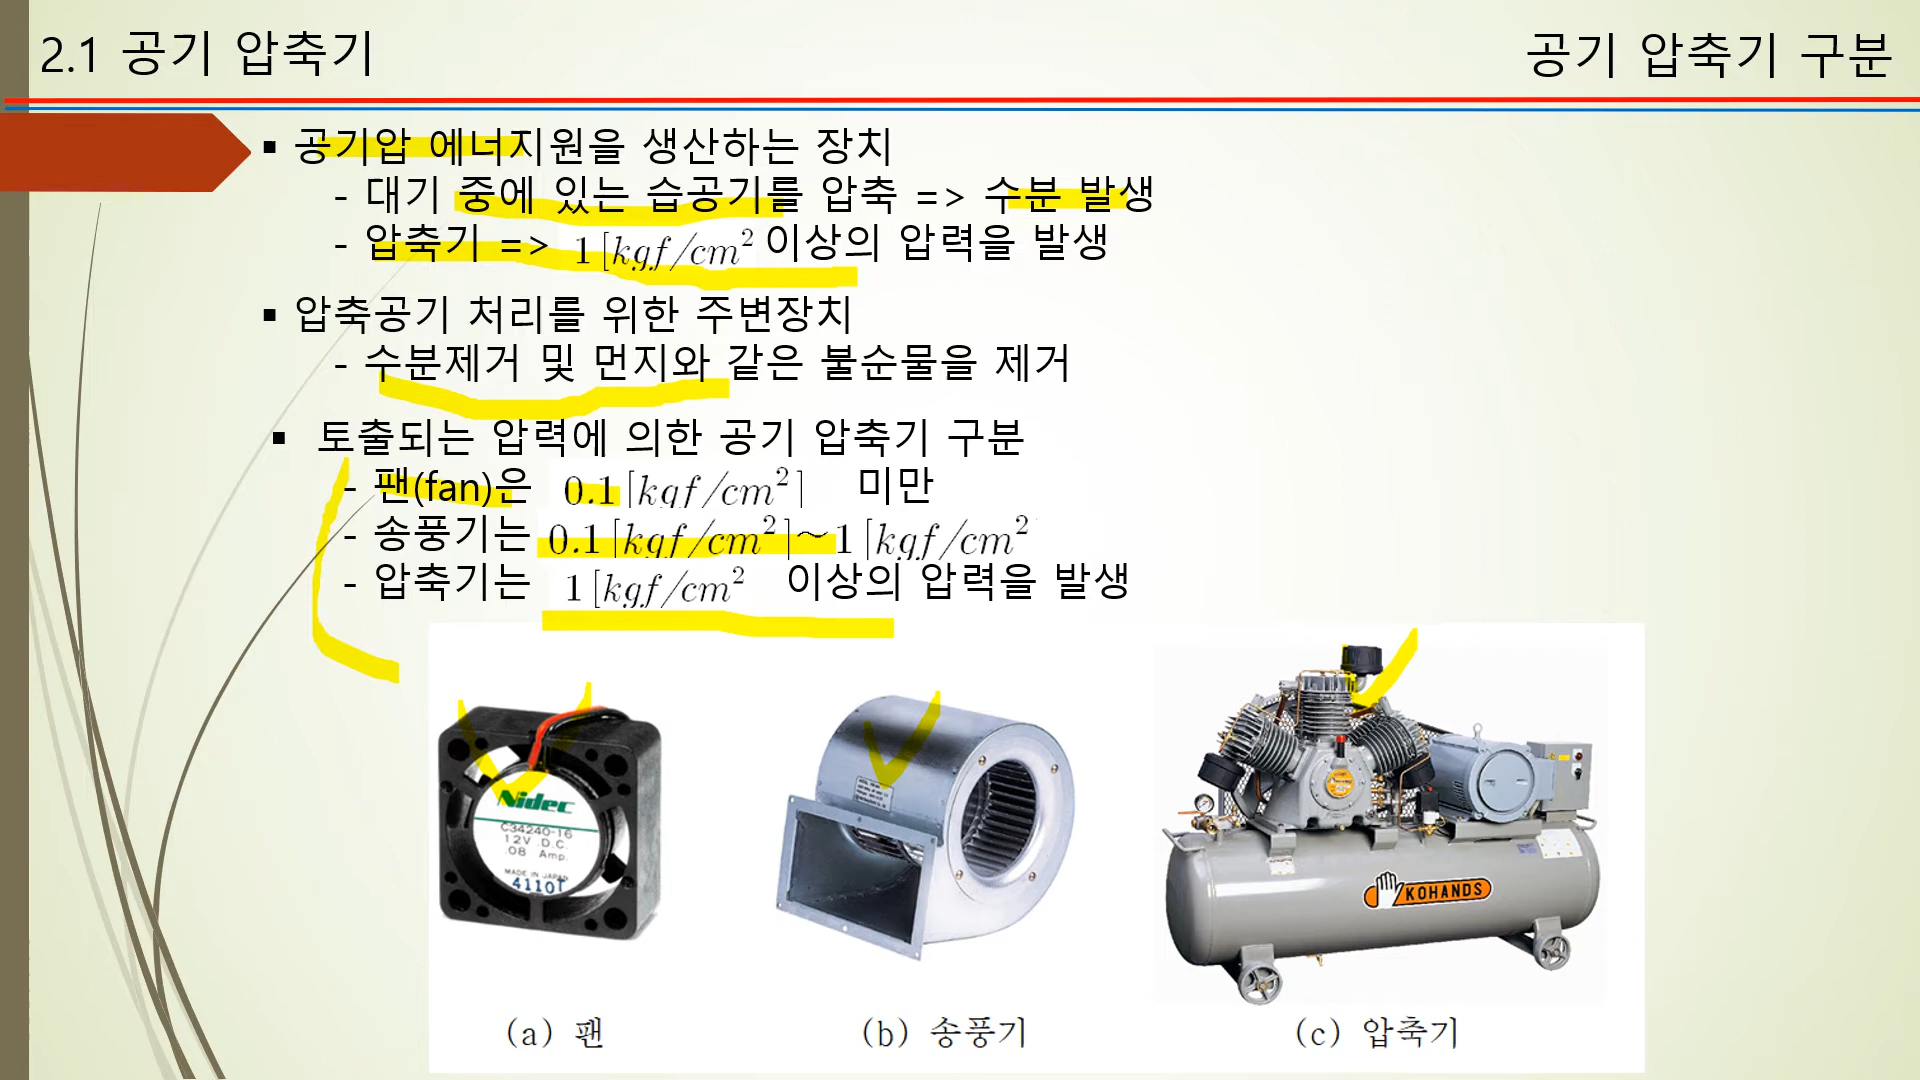 2.1 공기 압축기
공기 압축기 구분
▪ 공기압 에너지원을 생산하는 장치
- 대기 중에 있는 습공기를 압축 => 수분 발생
- 압축기 => 1[kgf/cm² 이상의 압력을 발생
▪ 압축공기 처리를 위한 주변장치
- 수분제거 및 먼지와 같은 불순물을 제거
▪ 토출되는 압력에 의한 공기 압축기 구분
- 팬(fan)은 0.1[kgf/cm²] 미만
- 송풍기는 0.1[kgf/cm²]~1[kgf/cm²
- 압축기는 1[kgf/cm² 이상의 압력을 발생
Nidec
C34240-16
12V .D.C.
.08 Amp.
MADE IN JAPAN
4110T
KOHANDS
(a) 팬
(b) 송풍기
(c) 압축기